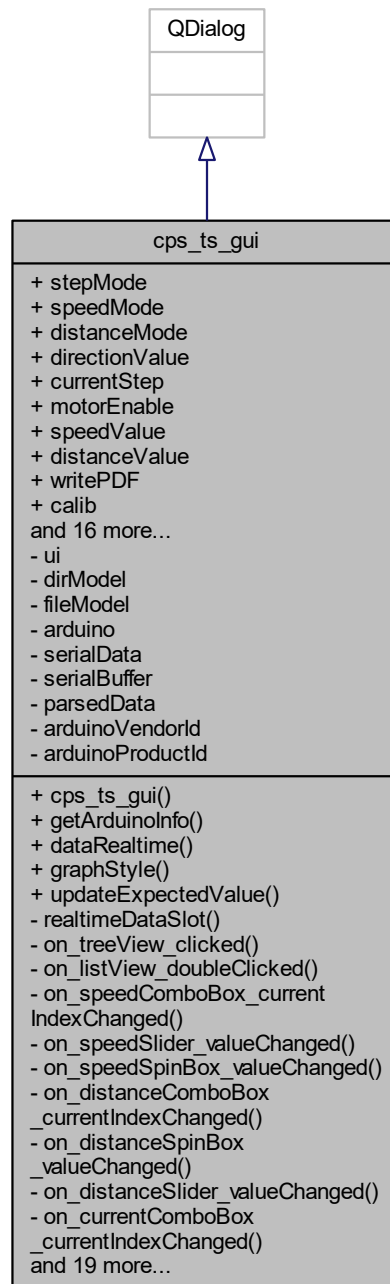 QDialog
cps_ts_gui
+ stepMode
+ speedMode
+ distanceMode
+ directionValue
+ currentStep
+ motorEnable
+ speedValue
+ distanceValue
+ writePDF
+ calib
and 16 more...
- ui
- dirModel
- fileModel
- arduino
- serialData
- serialBuffer
- parsedData
- arduinoVendorId
- arduinoProductId
+ cps_ts_gui()
+ getArduinoInfo()
+ dataRealtime()
+ graphStyle()
+ updateExpectedValue()
- realtimeDataSlot()
- on_treeView_clicked()
- on_listView_doubleClicked()
- on_speedComboBox_current
IndexChanged()
- on_speedSlider_valueChanged()
- on_speedSpinBox_valueChanged()
- on_distanceComboBox
_currentIndexChanged()
- on_distanceSpinBox
_valueChanged()
- on_distanceSlider_valueChanged()
- on_currentComboBox
_currentIndexChanged()
and 19 more...